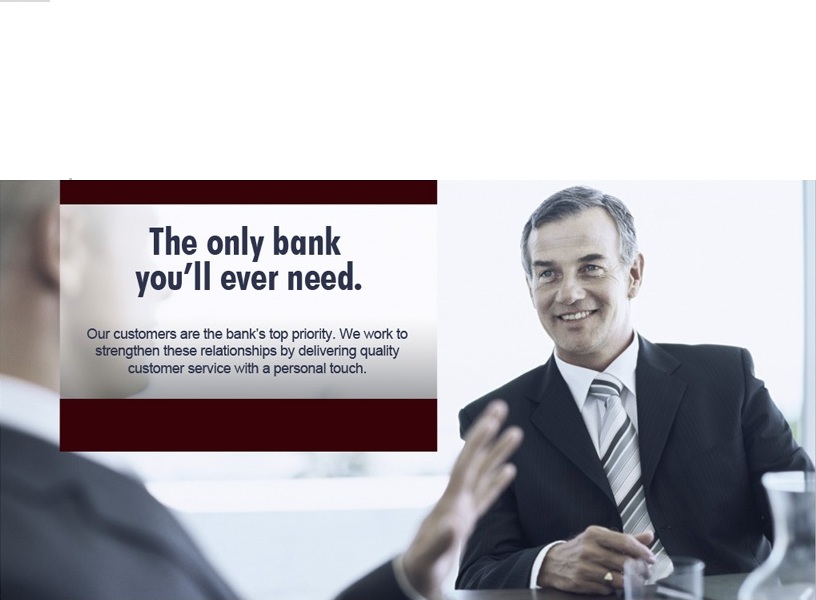 The only bank
you’ll ever need.
Our customers are the bank’s top priority. We work to
strengthen these relationships by delivering quality
customer service with a personal touch.